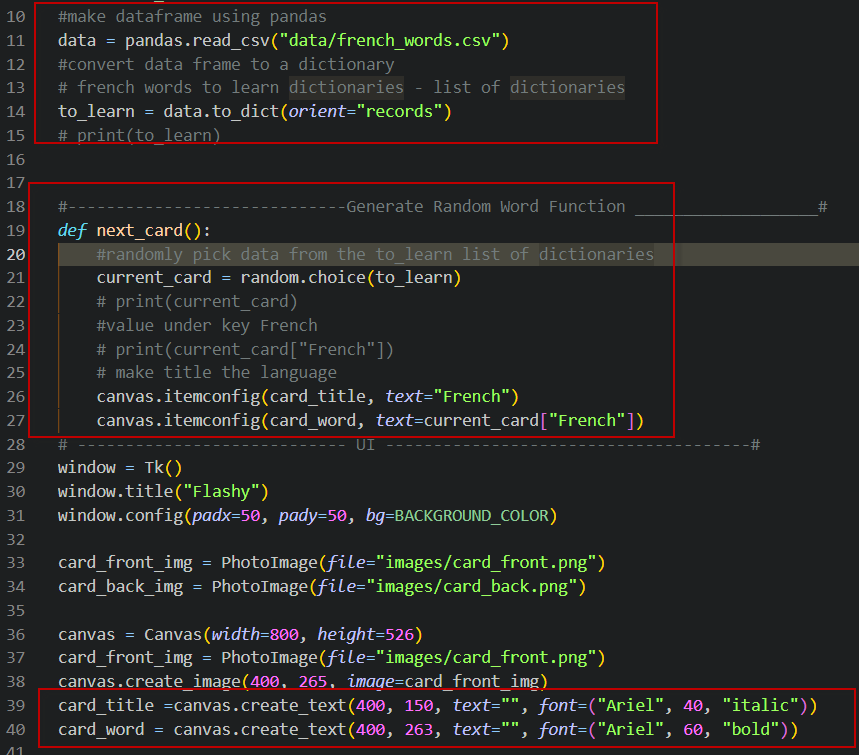 10 #make dataframe using pandas
11 data = pandas.read_csv("data/french_words.csv")
12 #convert data frame to a dictionary
13 # french words to learn dictionaries - list of dictionaries
14 to_learn = data.to_dict(orient="records")
15 # print(to_learn)
16
17
18 #-----------------------------Generate Random Word Function ___________________#
19 def next_card():
20     #randomly pick data from the to_learn list of dictionaries
21     current_card = random.choice(to_learn)
22     # print(current_card)
23     #value under key French
24     # print(current_card["French"])
25     # make title the language
26     canvas.itemconfig(card_title, text="French")
27     canvas.itemconfig(card_word, text=current_card["French"])
28 # ---------------------------- UI --------------------------------------#
29 window = Tk()
30 window.title("Flashy")
31 window.config(padx=50, pady=50, bg=BACKGROUND_COLOR)
32
33 card_front_img = PhotoImage(file="images/card_front.png")
34 card_back_img = PhotoImage(file="images/card_back.png")
35
36 canvas = Canvas(width=800, height=526)
37 card_front_img = PhotoImage(file="images/card_front.png")
38 canvas.create_image(400, 265, image=card_front_img)
39 card_title =canvas.create_text(400, 150, text="", font=("Ariel", 40, "italic"))
40 card_word = canvas.create_text(400, 263, text="", font=("Ariel", 60, "bold"))
41